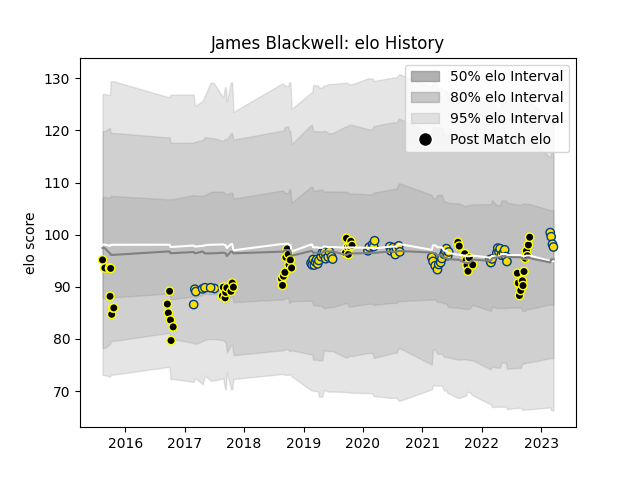 James Blackwell: elo History
130
120
110
100
90
80
70
elo score
50% elo Interval
80% elo Interval
95% elo Interval
Post Match elo
2016 2017 2018 2019 2020 2021 2022 2023